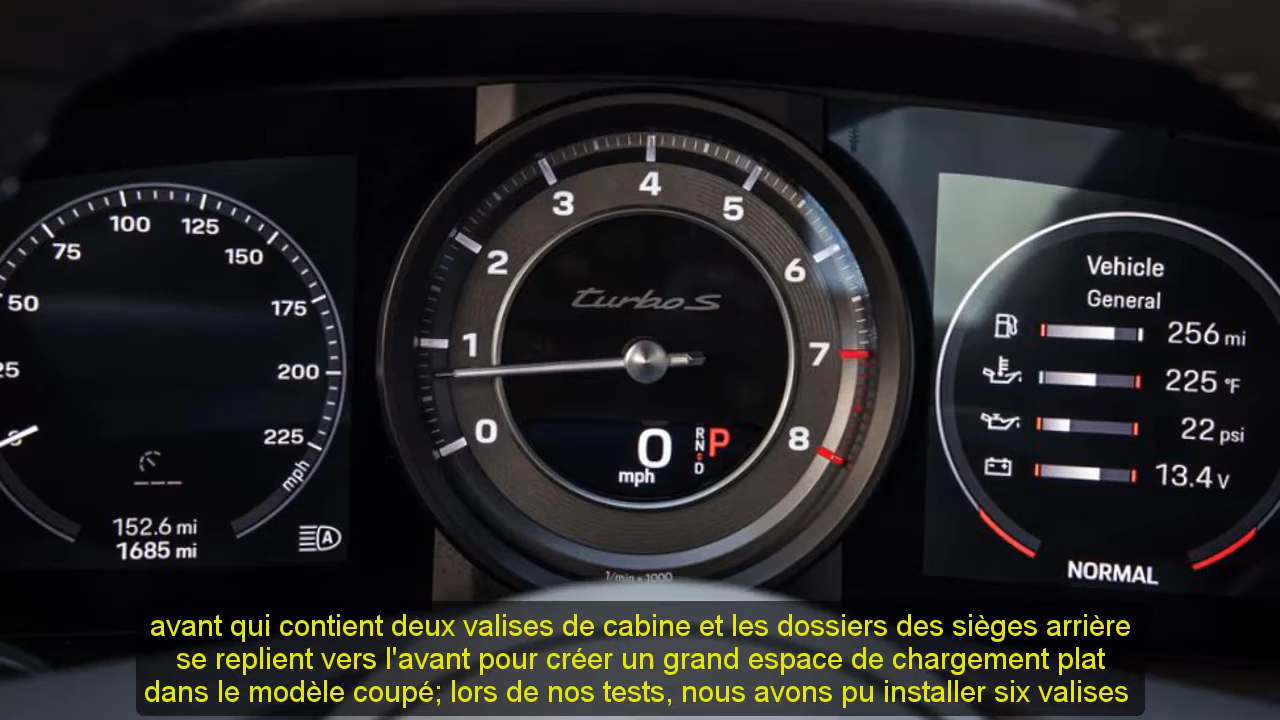 100
125
75
150
50
175
25
200
225
mph
152.6 mi
1685 mi
A
0
1
2
3
4
5
6
7
8
turbo S
0
mph
R
N
D
P
1/min x 1000
Vehicle
General
256 mi
225 °F
22 psi
13.4 V
NORMAL
avant qui contient deux valises de cabine et les dossiers des sièges arrière
se replient vers l'avant pour créer un grand espace de chargement plat
dans le modèle coupé; lors de nos tests, nous avons pu installer six valises